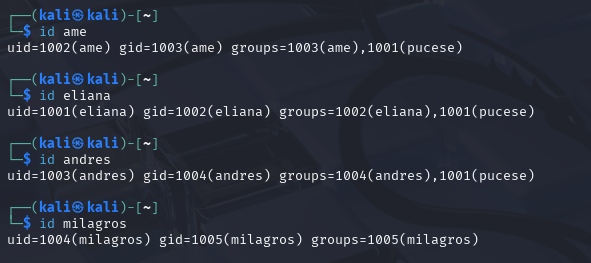 ┌──(kali㉿kali)-[~]
└─$ id ame
uid=1002(ame) gid=1003(ame) groups=1003(ame),1001(pucese)
┌──(kali㉿kali)-[~]
└─$ id eliana
uid=1001(eliana) gid=1002(eliana) groups=1002(eliana),1001(pucese)
┌──(kali㉿kali)-[~]
└─$ id andres
uid=1003(andres) gid=1004(andres) groups=1004(andres),1001(pucese)
┌──(kali㉿kali)-[~]
└─$ id milagros
uid=1004(milagros) gid=1005(milagros) groups=1005(milagros)